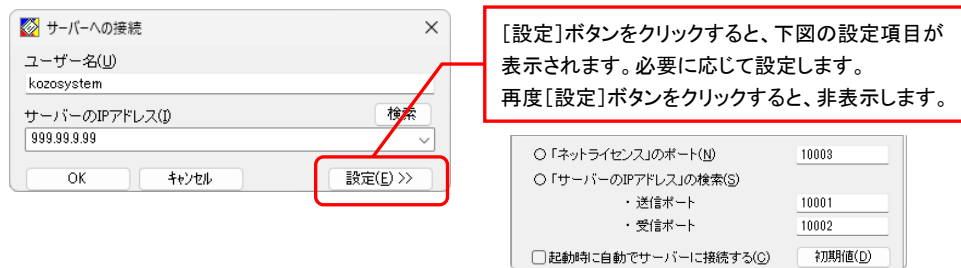 サーバーへの接続
ユーザー名(U)
kozosystem
サーバーのIPアドレス(I)
検索
999.99.9.99
OK
キャンセル
設定(E) >>
[設定]ボタンをクリックすると、下図の設定項目が
表示されます。必要に応じて設定します。
再度[設定]ボタンをクリックすると、非表示します。
○「ネットライセンス」のポート(N)
10003
○「サーバーのIPアドレス」の検索(S)
・送信ポート
10001
・受信ポート
10002
起動時に自動でサーバーに接続する(C)
初期値(D)